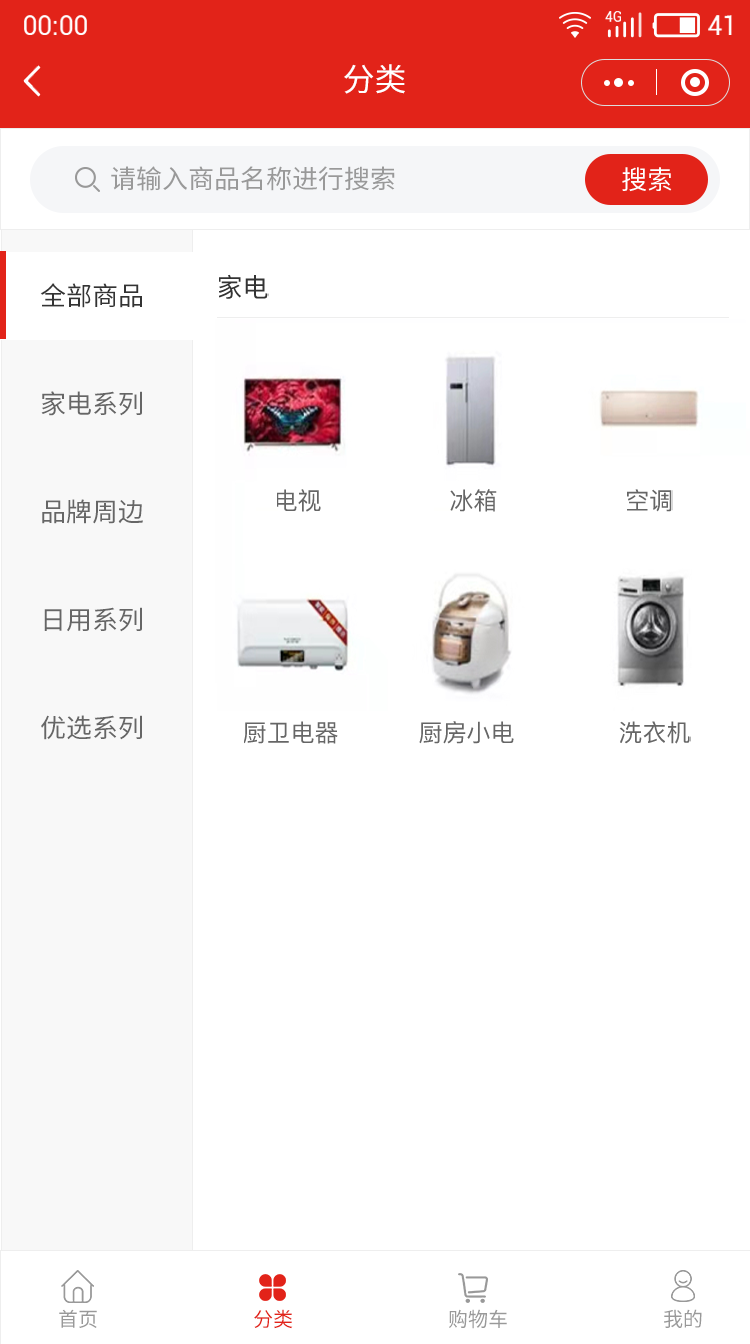 00:00
4G
41
分类
请输入商品名称进行搜索
搜索
全部商品
家电系列
品牌周边
日用系列
优选系列
家电
电视
冰箱
空调
厨卫电器
厨房小电
洗衣机
首页
分类
购物车
我的